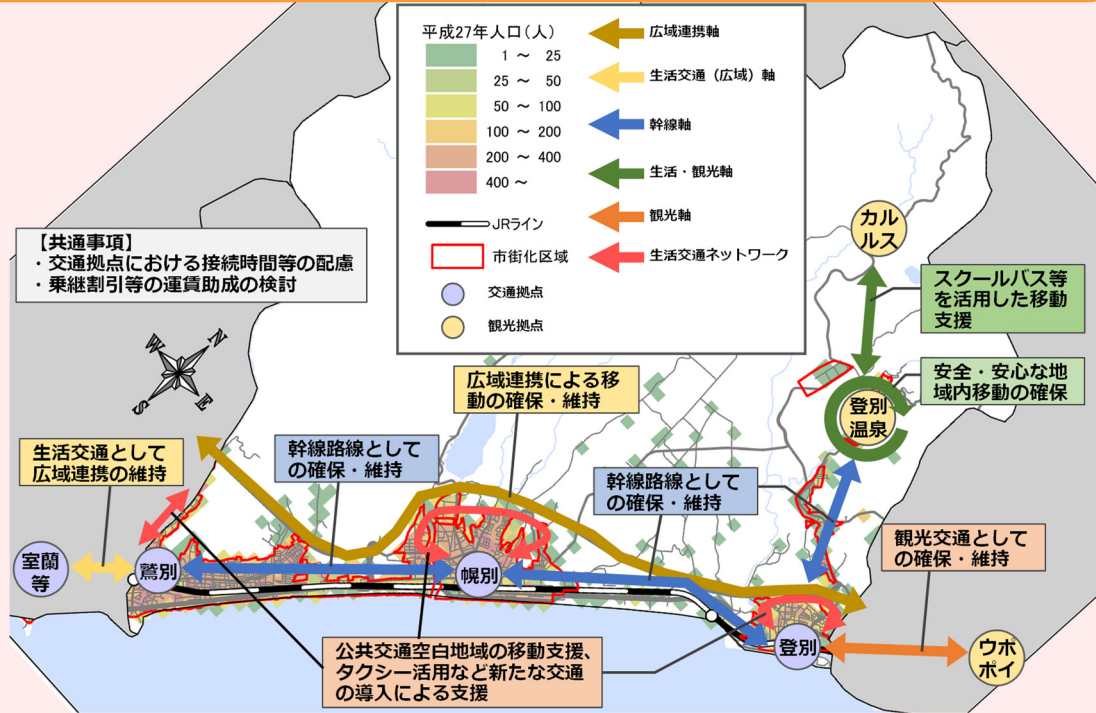 平成27年人口(人)
1 ～ 25
25 ～ 50
50 ～ 100
100 ～ 200
200 ～ 400
400 ～
JRライン
市街化区域
交通拠点
観光拠点
広域連携軸
生活交通（広域）軸
幹線軸
生活・観光軸
観光軸
生活交通ネットワーク
【共通事項】
・交通拠点における接続時間等の配慮
・乗継割引等の運賃助成の検討
N
W
E
S
カル
ルス
スクールバス等
を活用した移動
支援
安全・安心な地
域内移動の確保
登別
温泉
広域連携による移
動の確保・維持
生活交通として
広域連携の維持
幹線路線として
の確保・維持
幹線路線として
の確保・維持
観光交通として
の確保・維持
室蘭
等
鷲別
幌別
登別
ウポ
ポイ
公共交通空白地域の移動支援、
タクシー活用など新たな交通
の導入による支援